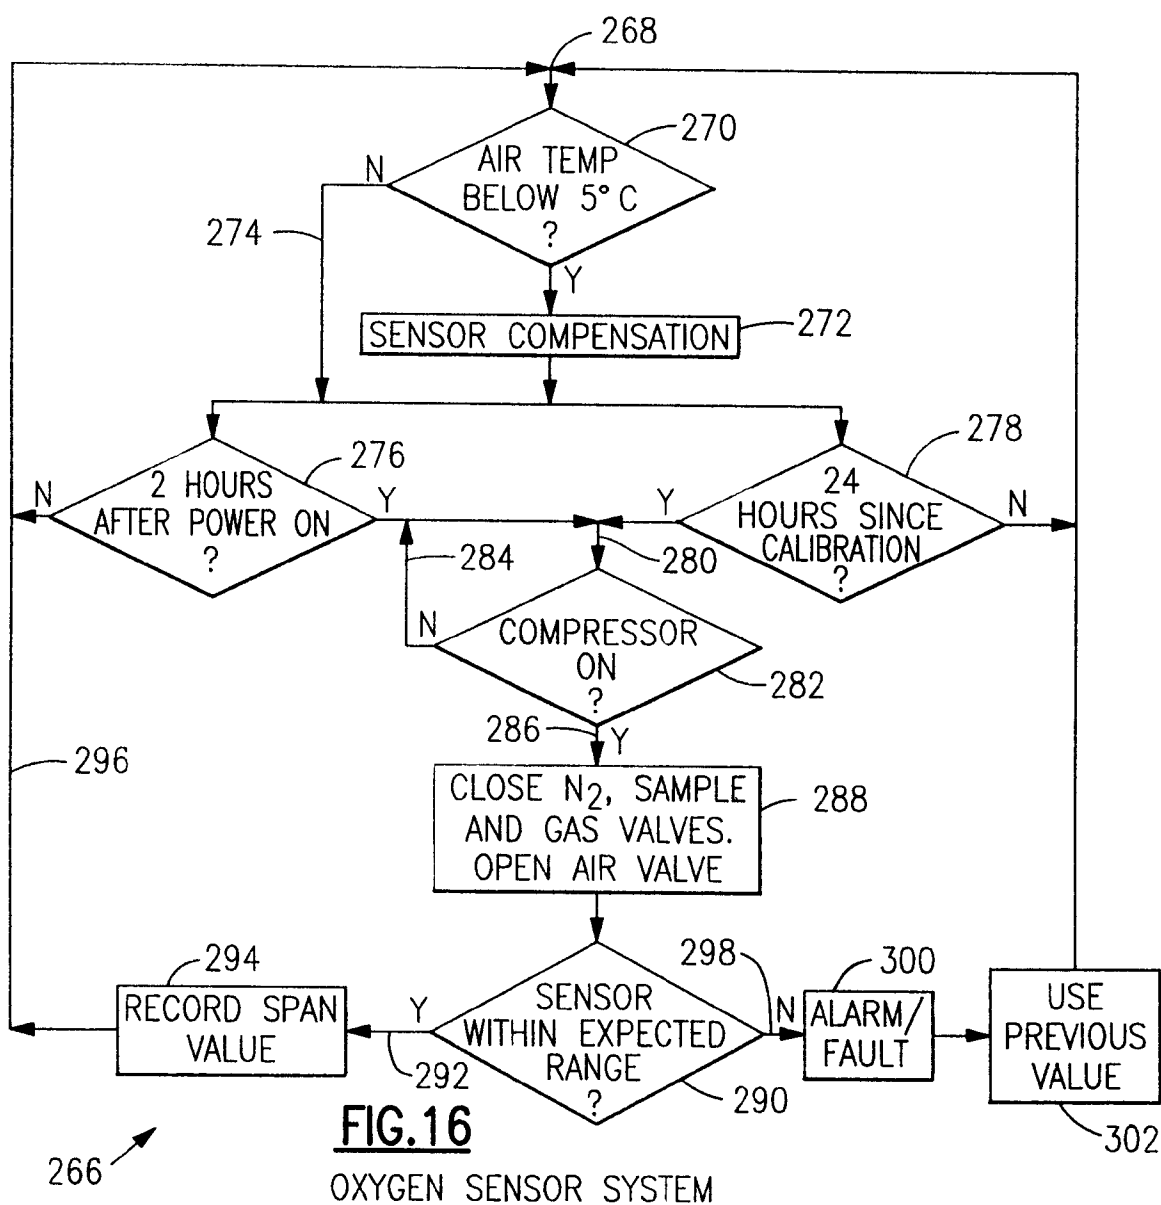 268
270
N
AIR TEMP
BELOW 5° C
?
274
Y
SENSOR COMPENSATION
272
276
278
N
2 HOURS
AFTER POWER ON
?
Y
Y
24
HOURS SINCE
CALIBRATION
?
N
284
280
N
COMPRESSOR
ON
?
282
286
Y
296
CLOSE N2, SAMPLE
AND GAS VALVES.
OPEN AIR VALVE
288
294
RECORD SPAN
VALUE
Y
292
SENSOR
WITHIN EXPECTED
RANGE
?
290
298
N
300
ALARM/
FAULT
USE
PREVIOUS
VALUE
302
266
FIG.16
OXYGEN SENSOR SYSTEM